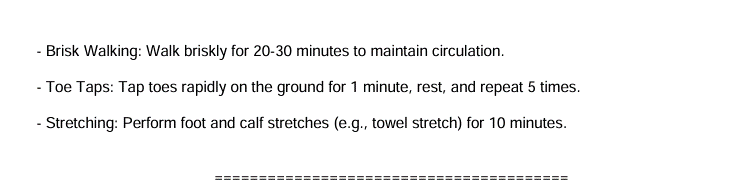 - Brisk Walking: Walk briskly for 20-30 minutes to maintain circulation.
- Toe Taps: Tap toes rapidly on the ground for 1 minute, rest, and repeat 5 times.
- Stretching: Perform foot and calf stretches (e.g., towel stretch) for 10 minutes.
========================================